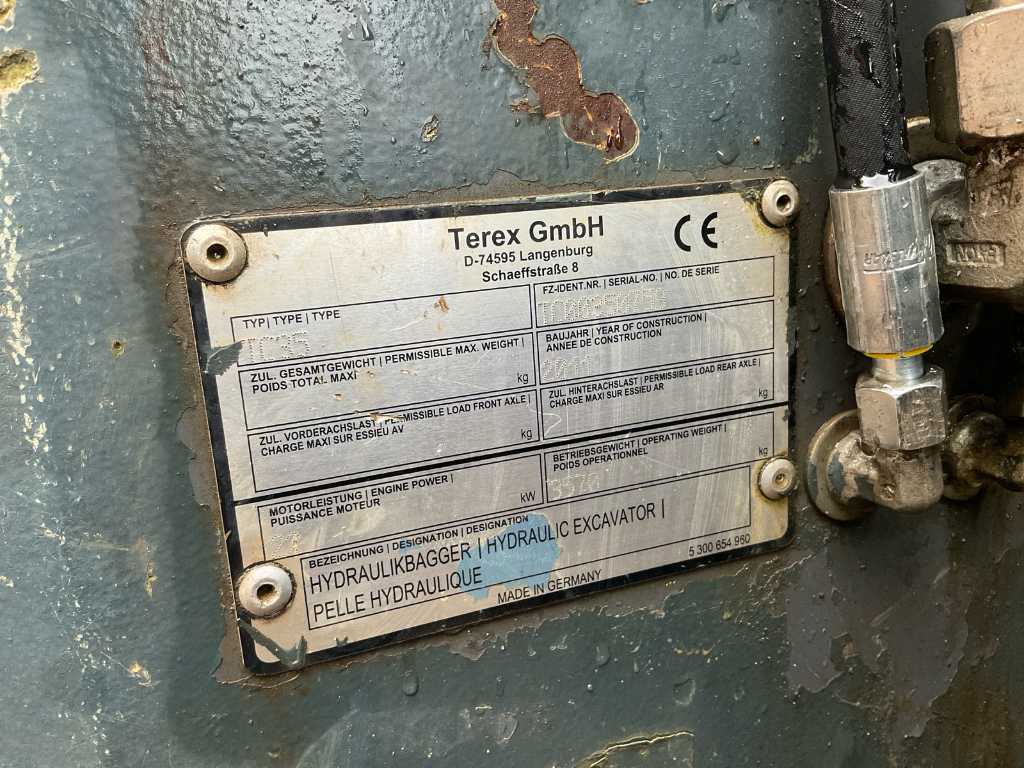 Terex GmbH
D-74595 Langenburg
Schaeffstraße 8
CE
TYP | TYPE | TYPE
TC35
FZ-IDENT.NR. | SERIAL-NO. | NO. DE SERIE
ZUL. GESAMTGEWICHT | PERMISSIBLE MAX. WEIGHT |
POIDS TOTAL MAXI
kg
BAUJAHR | YEAR OF CONSTRUCTION |
ANNEE DE CONSTRUCTION
ZUL. VORDERACHSLAST | PERMISSIBLE LOAD FRONT AXLE |
CHARGE MAXI SUR ESSIEU AV
kg
ZUL. HINTERACHSLAST | PERMISSIBLE LOAD REAR AXLE |
CHARGE MAXI SUR ESSIEU AR
kg
MOTORLEISTUNG | ENGINE POWER |
PUISSANCE MOTEUR
kW
BETRIEBSGEWICHT | OPERATING WEIGHT |
POIDS OPERATIONNEL
kg
3570
BEZEICHNUNG | DESIGNATION | DESIGNATION
HYDRAULIKBAGGER | HYDRAULIC EXCAVATOR |
PELLE HYDRAULIQUE
5 300 654 960
MADE IN GERMANY